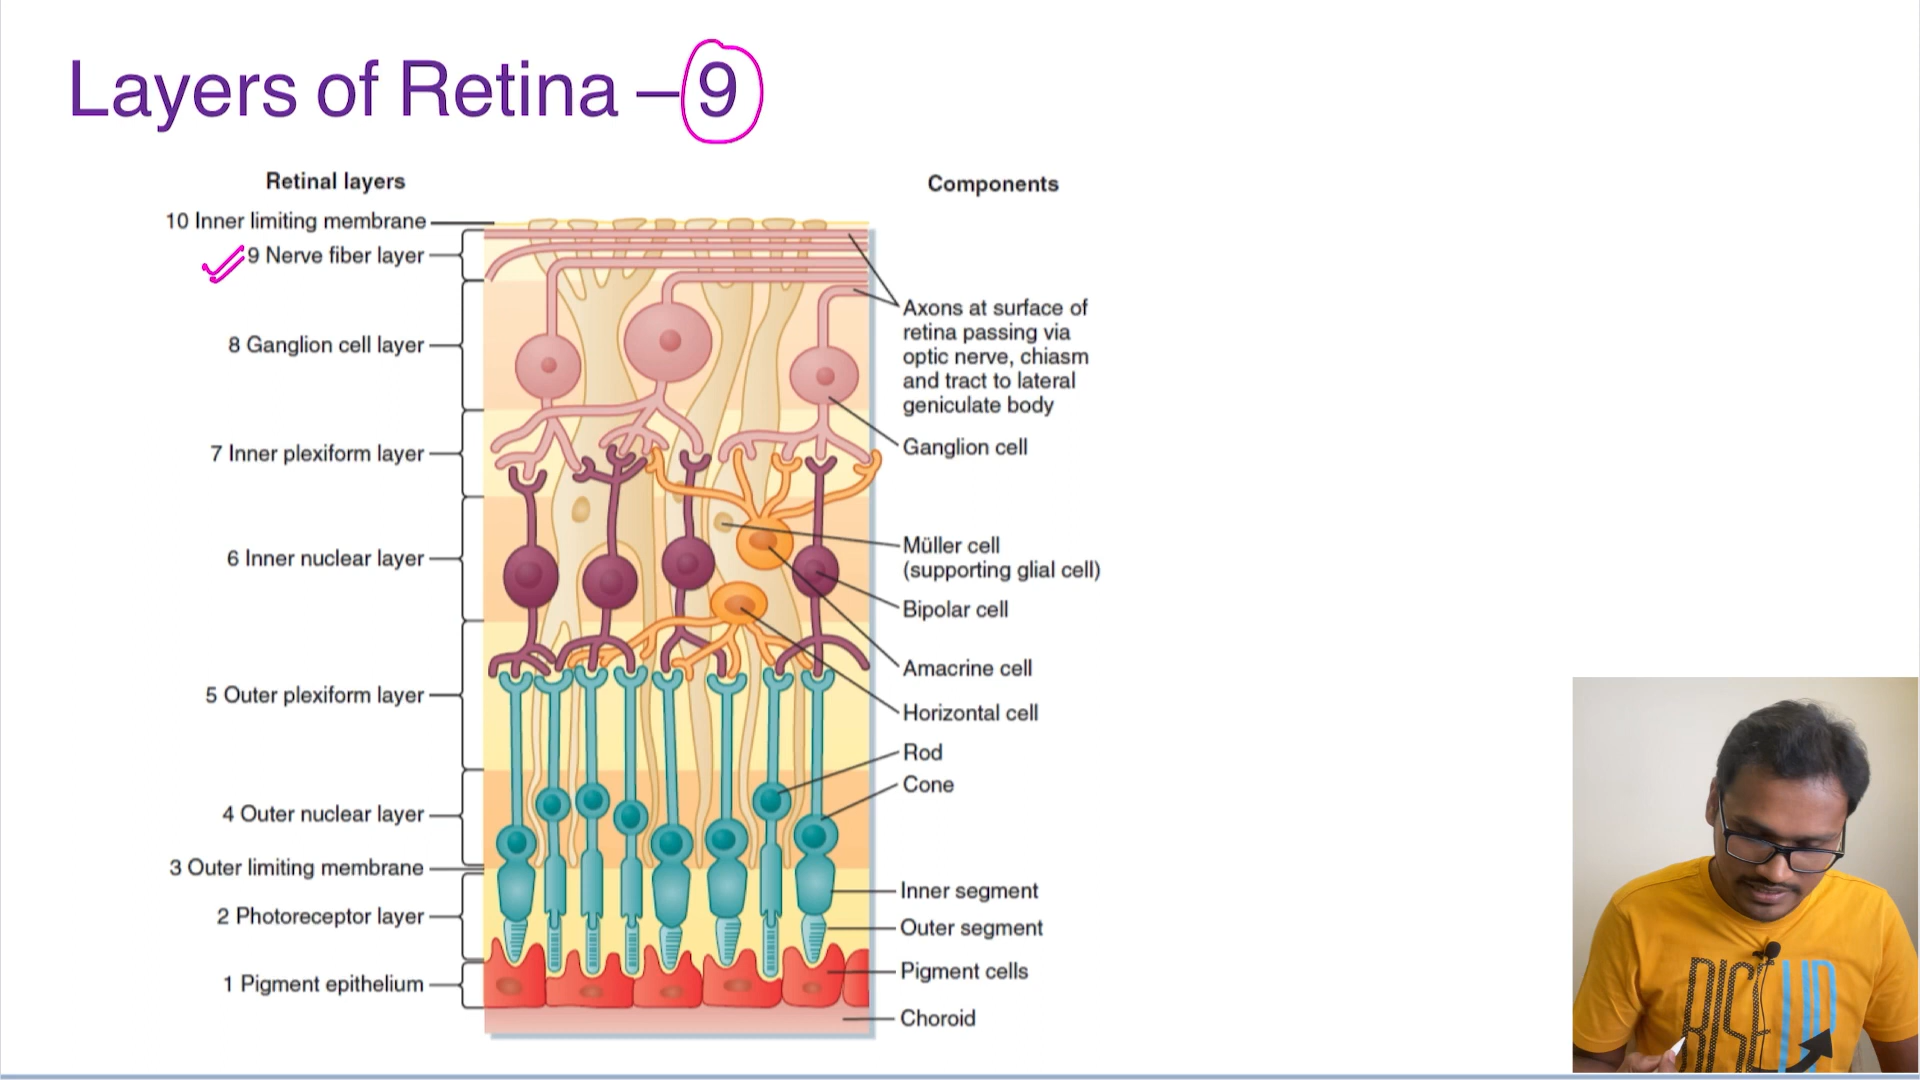 Layers of Retina – 9
Retinal layers
Components
10 Inner limiting membrane
9 Nerve fiber layer
8 Ganglion cell layer
7 Inner plexiform layer
6 Inner nuclear layer
5 Outer plexiform layer
4 Outer nuclear layer
3 Outer limiting membrane
2 Photoreceptor layer
1 Pigment epithelium
Axons at surface of
retina passing via
optic nerve, chiasm
and tract to lateral
geniculate body
Ganglion cell
Müller cell
(supporting glial cell)
Bipolar cell
Amacrine cell
Horizontal cell
Rod
Cone
Inner segment
Outer segment
Pigment cells
Choroid
RISE UP